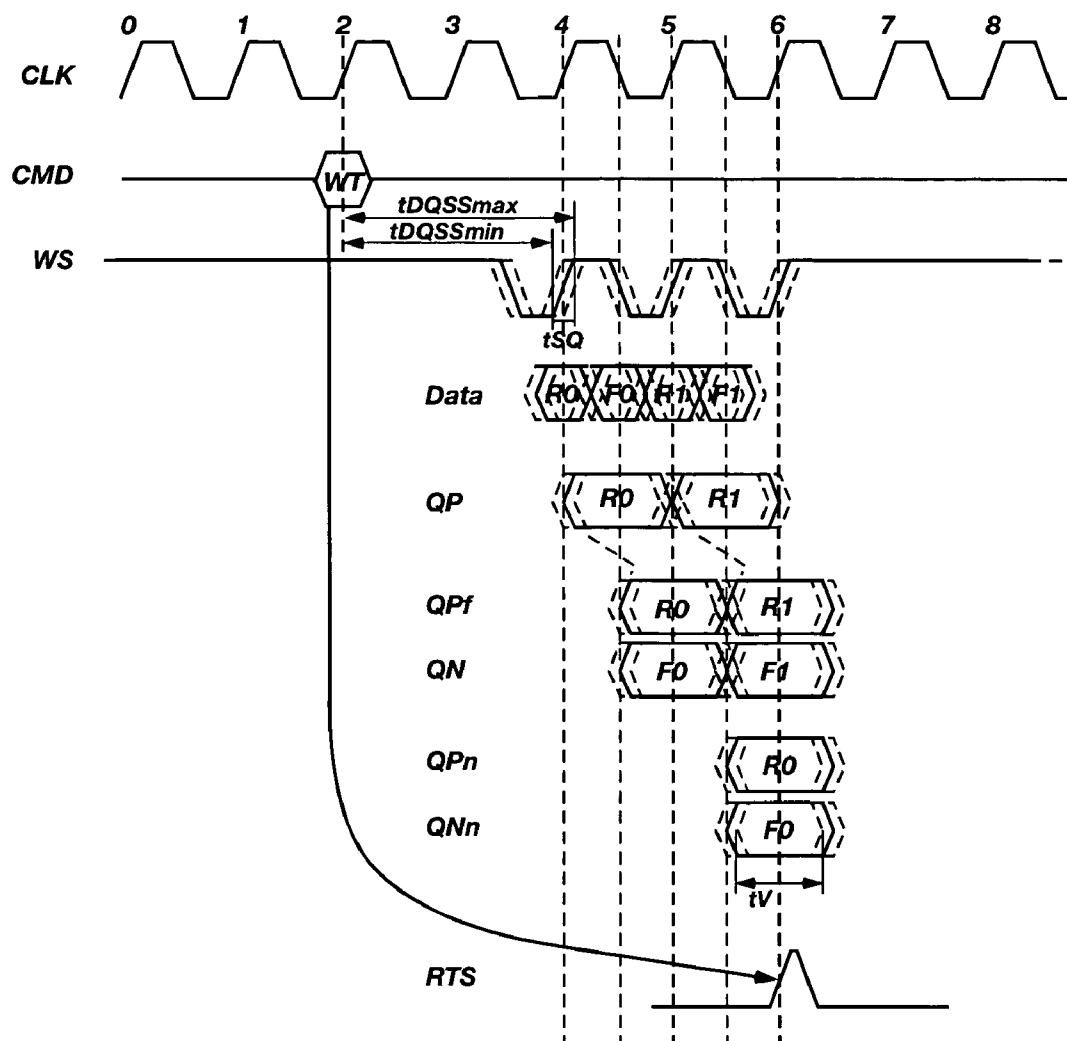 0 1 2 3 4 5 6 7 8
CLK
CMD WT
tDQSSmax
tDQSSmin
WS
tSQ
Data R0 F0 R1 F1
QP R0 R1
QPf R0 R1
QN F0 F1
QPn R0
QNn F0
tV
RTS